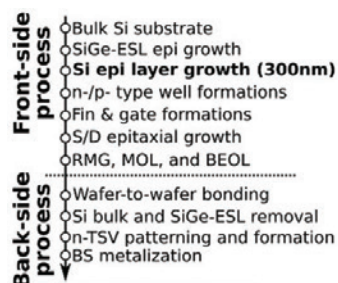 Front-side process
Bulk Si substrate
SiGe-ESL epi growth
Si epi layer growth (300nm)
n-/p- type well formations
Fin & gate formations
S/D epitaxial growth
RMG, MOL, and BEOL
Back-side process
Wafer-to-wafer bonding
Si bulk and SiGe-ESL removal
n-TSV patterning and formation
BS metalization